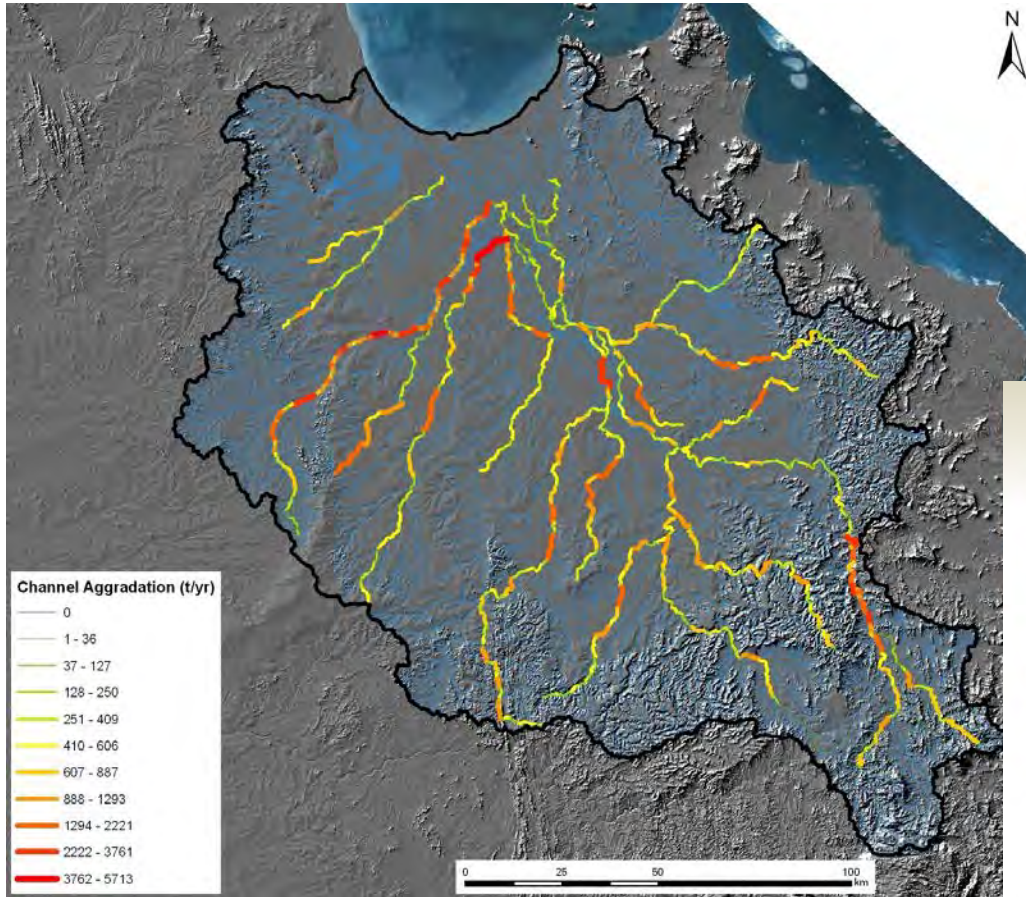 N
Channel Aggradation (t/yr)
0
1 - 36
37 - 127
128 - 250
251 - 409
410 - 606
607 - 887
888 - 1293
1294 - 2221
2222 - 3761
3762 - 5713
0 25 50 100
km